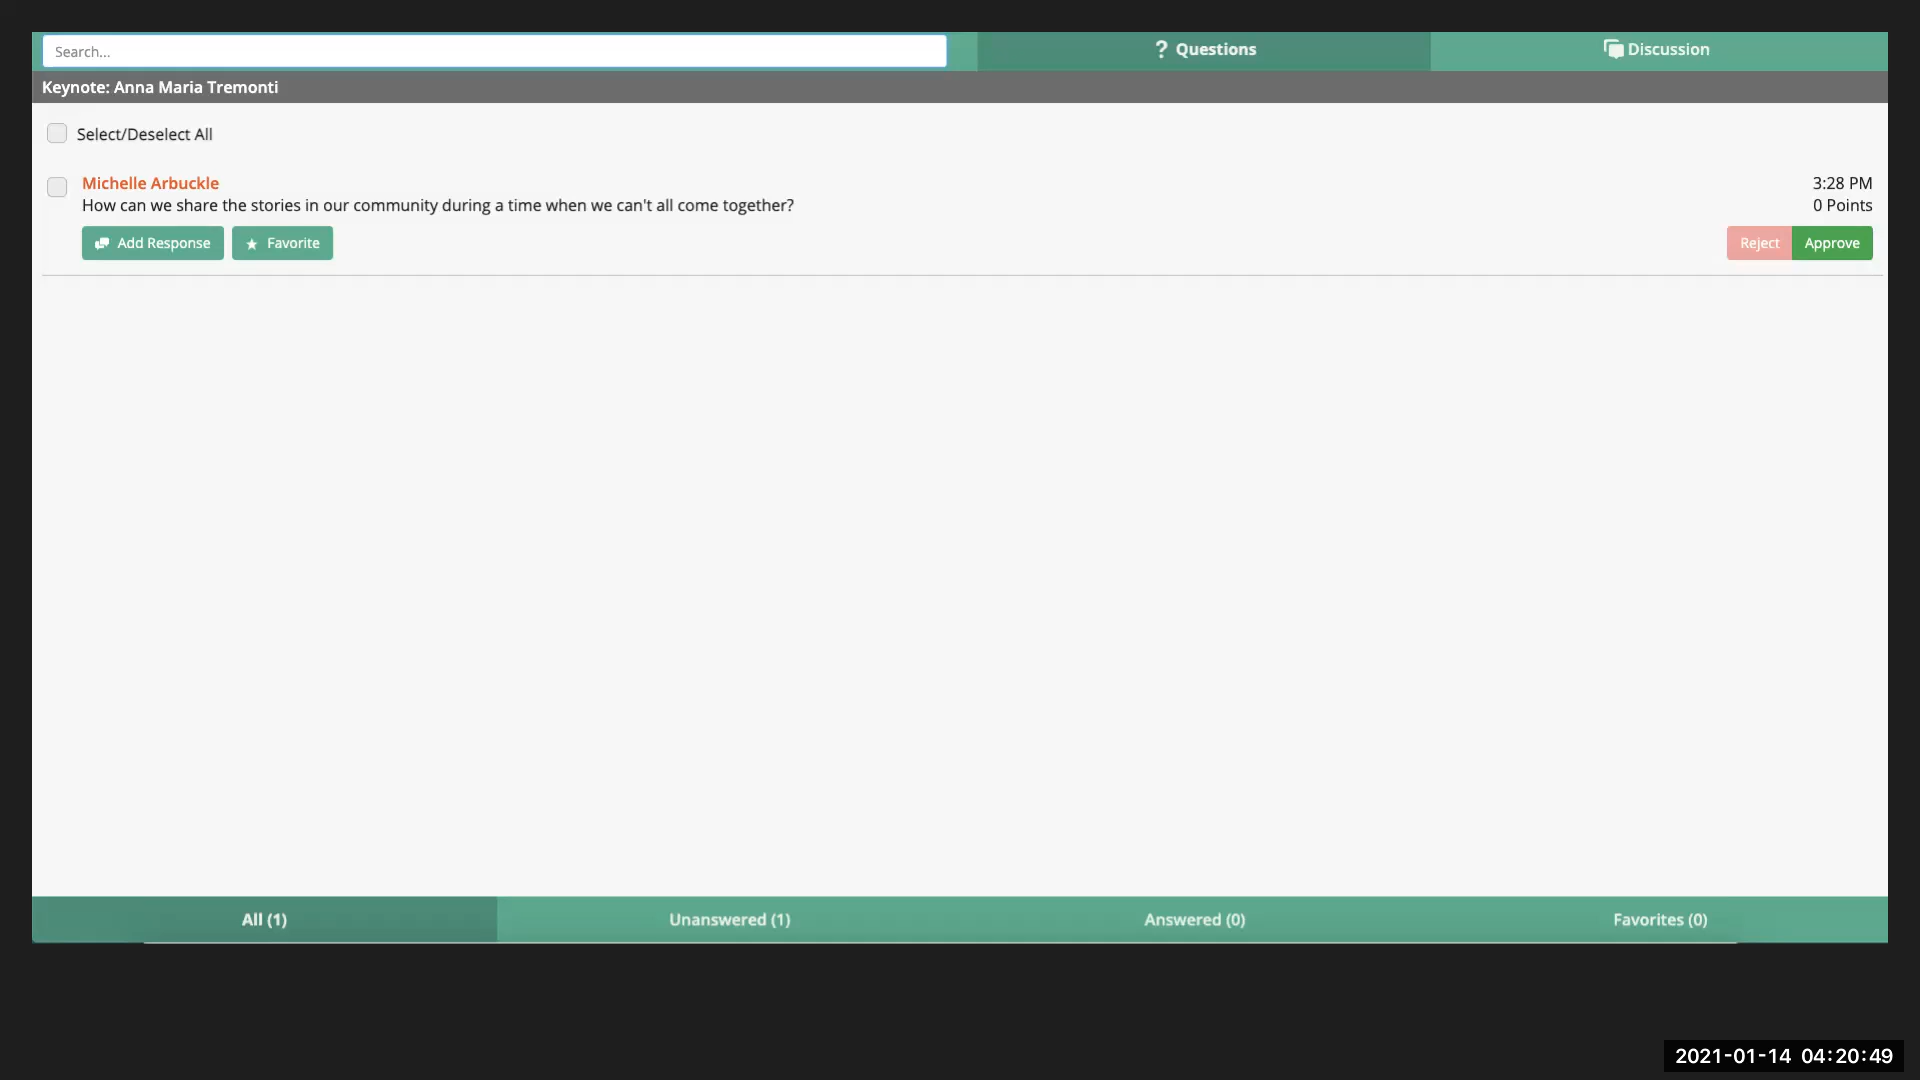 Search...
? Questions
Discussion
Keynote: Anna Maria Tremonti
Select/Deselect All
Michelle Arbuckle
3:28 PM
How can we share the stories in our community during a time when we can't all come together?
0 Points
Add Response
Favorite
Reject
Approve
All (1)
Unanswered (1)
Answered (0)
Favorites (0)
2021-01-14 04:20:49